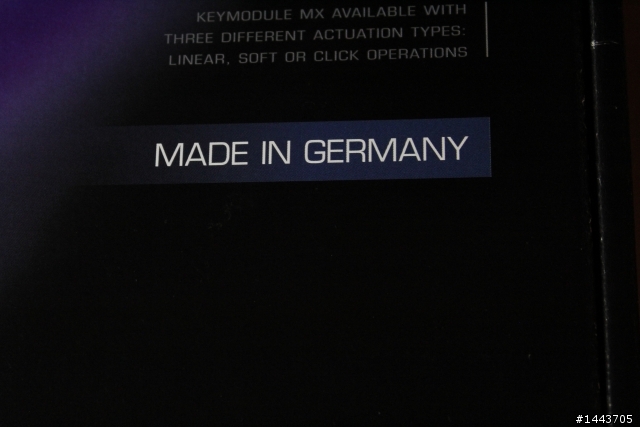 KEYMODULE MX AVAILABLE WITH
THREE DIFFERENT ACTUATION TYPES:
LINEAR, SOFT OR CLICK OPERATIONS
MADE IN GERMANY
#1443705